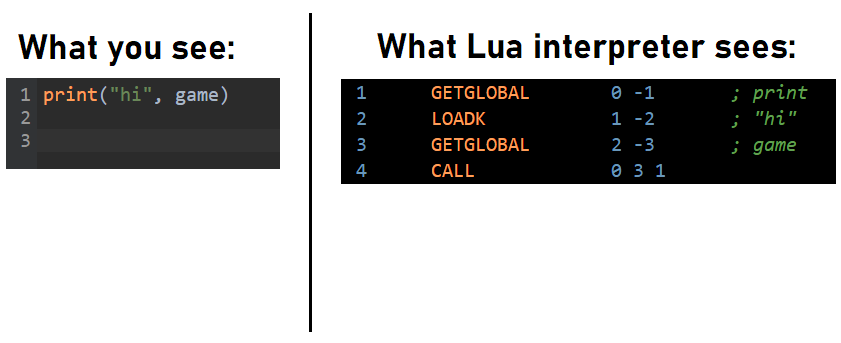 What you see:
1 print("hi", game)
2
3
What Lua interpreter sees:
1 GETGLOBAL 0 -1 ; print
2 LOADK 1 -2 ; "hi"
3 GETGLOBAL 2 -3 ; game
4 CALL 0 3 1